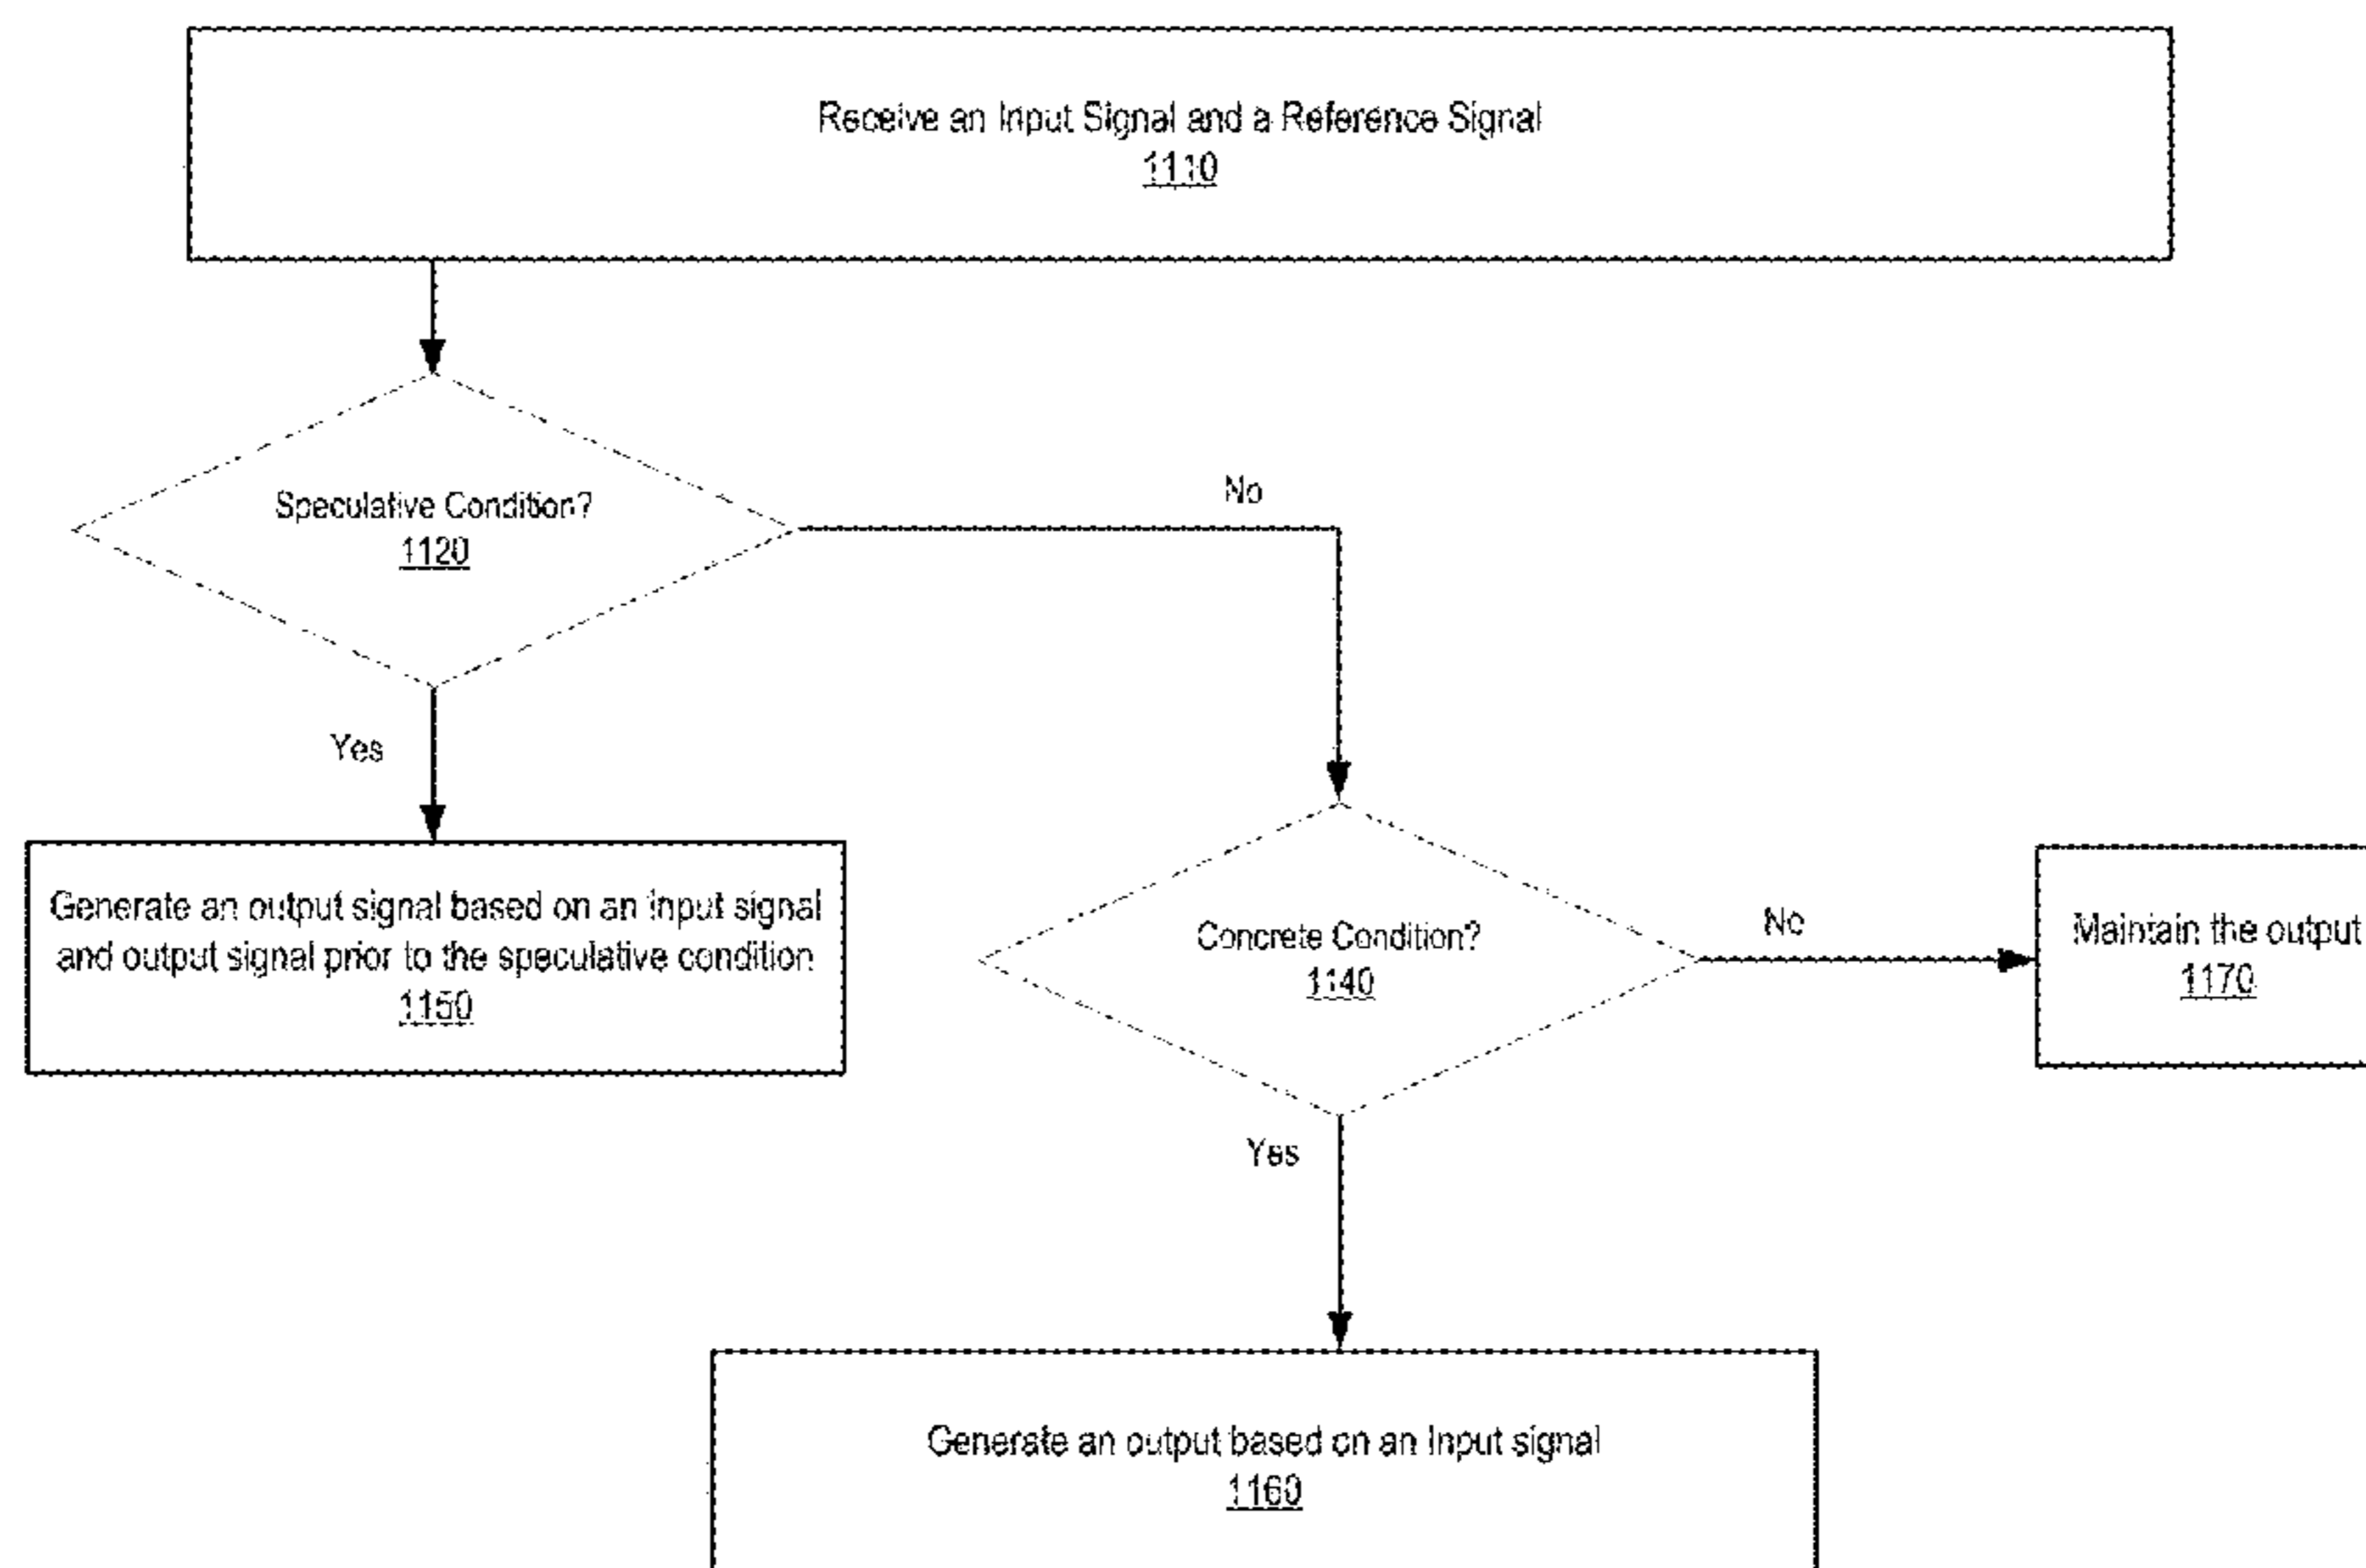 Receive an Input Signal and a Reference Signal
1110
Speculative Condition?
1120
No
Yes
Generate an output signal based on an input signal
and output signal prior to the speculative condition
1150
Concrete Condition?
1140
No
Maintain the output
1170
Yes
Generate an output based on an Input signal
1160